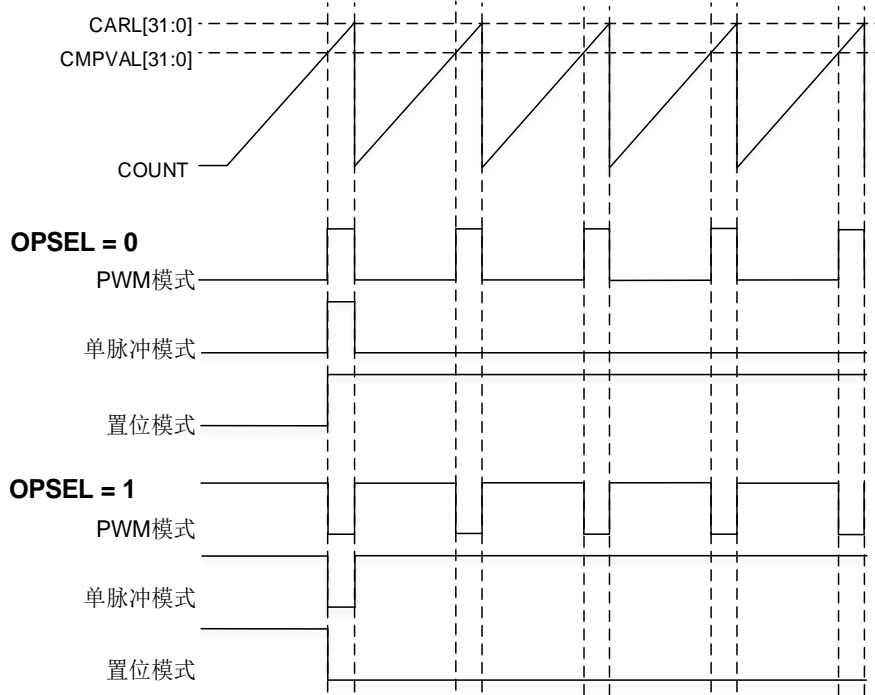 CARL[31:0]
CMPVAL[31:0]
COUNT
OPSEL = 0
PWM模式
单脉冲模式
置位模式
OPSEL = 1
PWM模式
单脉冲模式
置位模式